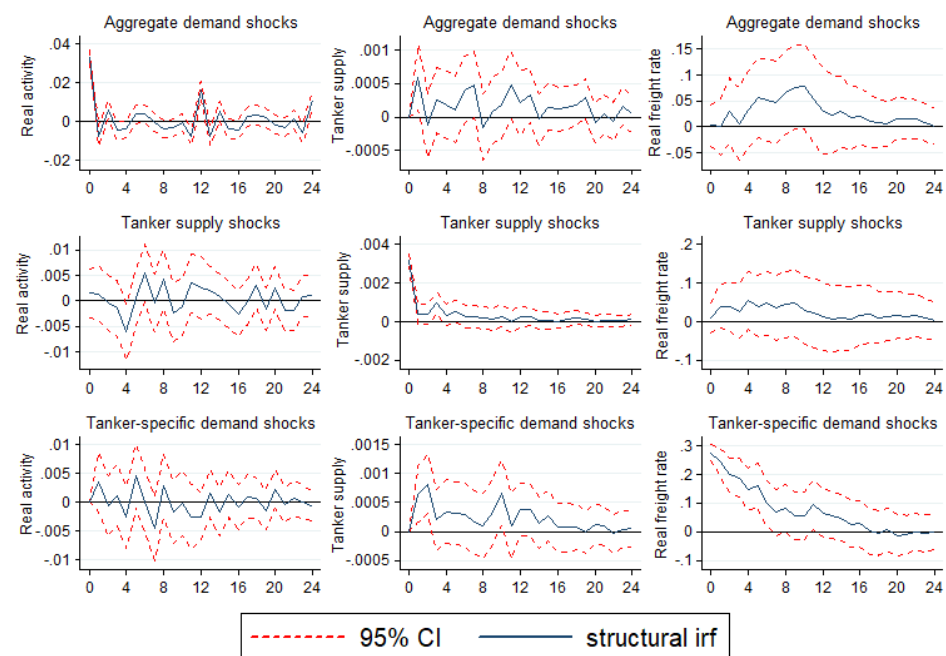 Aggregate demand shocks
Real activity
.04
.02
0
-.02
0 4 8 12 16 20 24
Aggregate demand shocks
Tanker supply
.001
.0005
0
-.0005
0 4 8 12 16 20 24
Aggregate demand shocks
Real freight rate
.15
.1
.05
0
-.05
0 4 8 12 16 20 24
Tanker supply shocks
Real activity
.01
.005
0
-.005
-.01
0 4 8 12 16 20 24
Tanker supply shocks
Tanker supply
.004
.002
0
-.002
0 4 8 12 16 20 24
Tanker supply shocks
Real freight rate
.2
.1
0
-.1
0 4 8 12 16 20 24
Tanker-specific demand shocks
Real activity
.01
.005
0
-.005
-.01
0 4 8 12 16 20 24
Tanker-specific demand shocks
Tanker supply
.0015
.001
.0005
0
-.0005
0 4 8 12 16 20 24
Tanker-specific demand shocks
Real freight rate
.3
.2
.1
0
-.1
0 4 8 12 16 20 24
95% CI structural irf